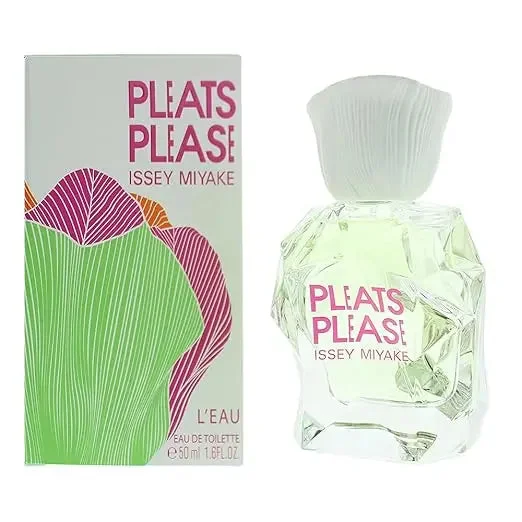 PLEATS
PLEASE
ISSEY MIYAKE
L'EAU
EAU DE TOILETTE
℮50 ml 1.6FL.OZ.
PLEATS
PLEASE
ISSEY MIYAKE